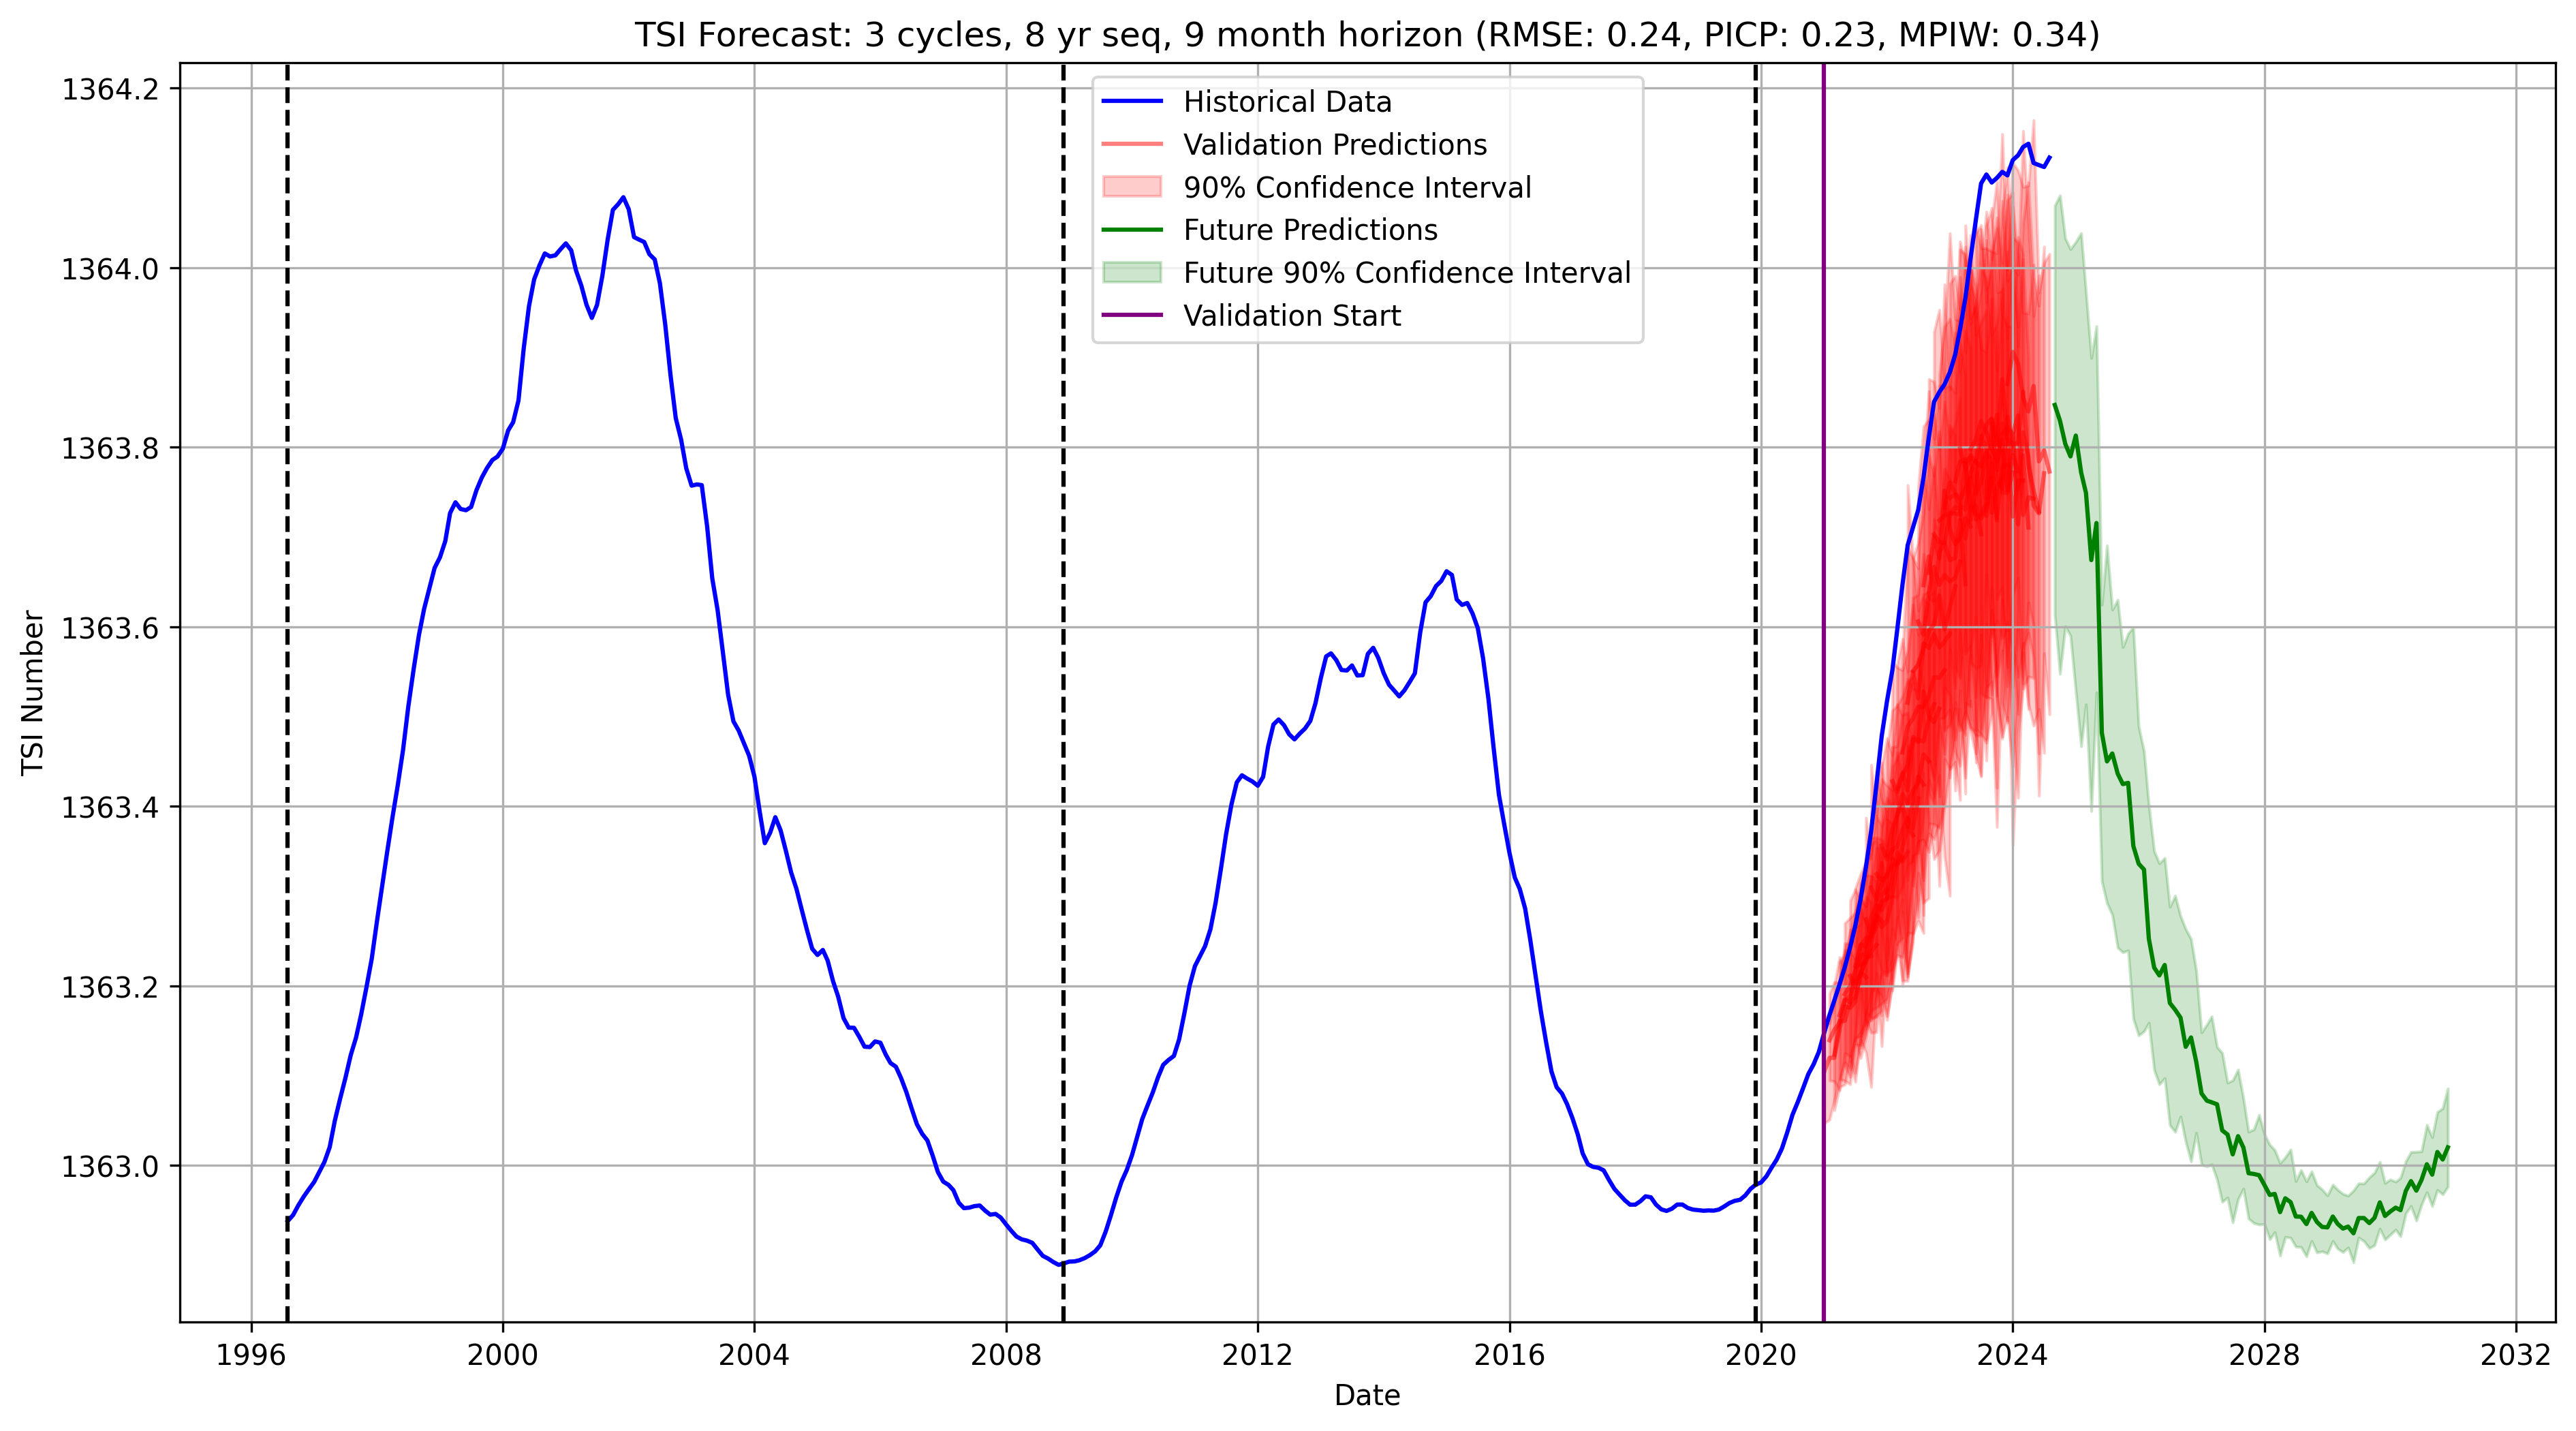 TSI Forecast: 3 cycles, 8 yr seq, 9 month horizon (RMSE: 0.24, PICP: 0.23, MPIW: 0.34)
Historical Data
Validation Predictions
90% Confidence Interval
Future Predictions
Future 90% Confidence Interval
Validation Start
TSI Number
1364.2
1364.0
1363.8
1363.6
1363.4
1363.2
1363.0
1996 2000 2004 2008 2012 2016 2020 2024 2028 2032
Date